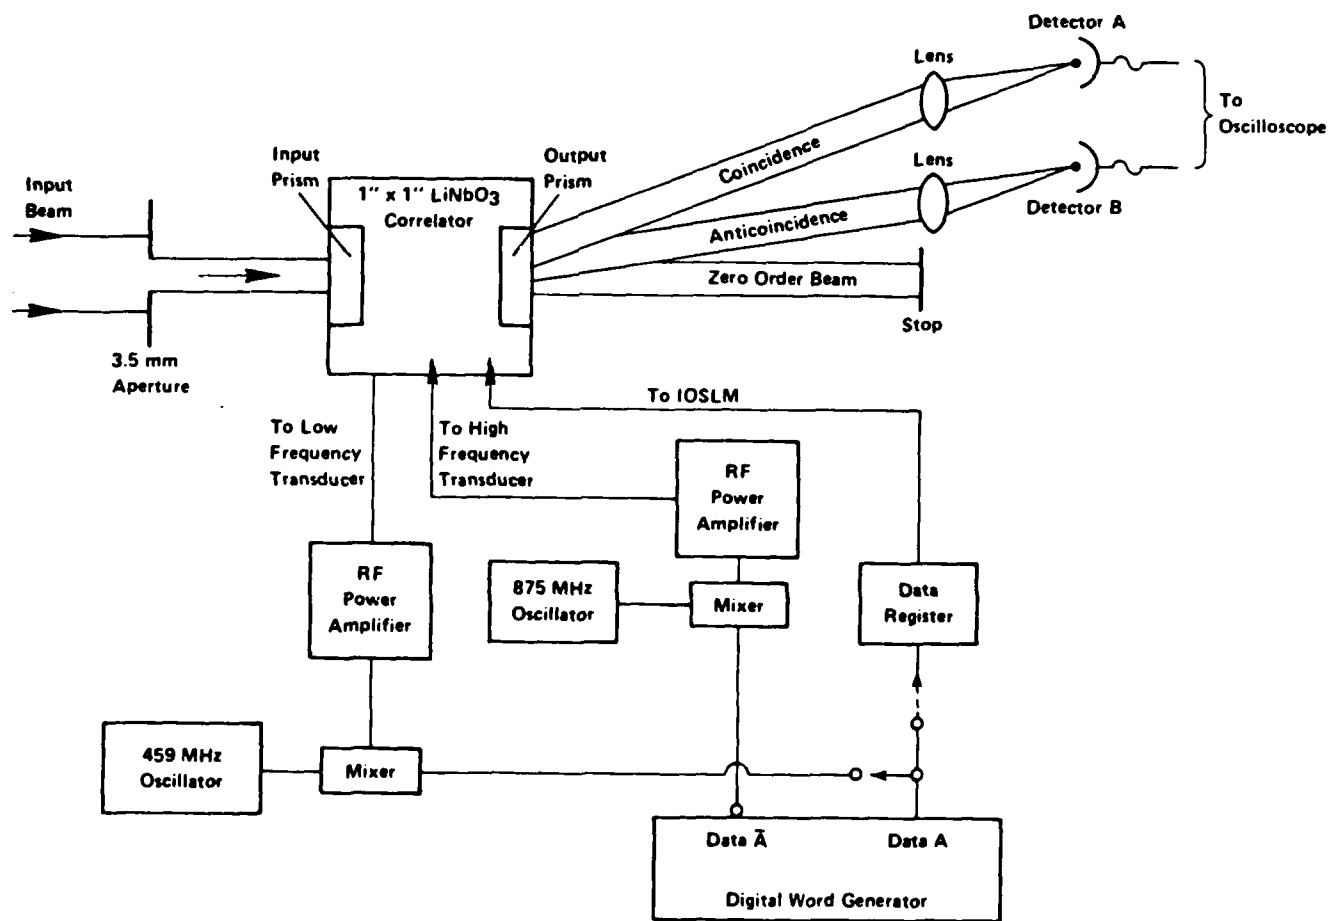 Detector A
Lens
To
Oscilloscope
Coincidence
Input
Prism
Output
Prism
1" x 1" LiNbO3
Correlator
Lens
Input
Beam
Detector B
Anticoincidence
Zero Order Beam
Stop
3.5 mm
Aperture
To IOSLM
To Low
Frequency
Transducer
To High
Frequency
Transducer
RF
Power
Amplifier
RF
Power
Amplifier
875 MHz
Oscillator
Mixer
Data
Register
459 MHz
Oscillator
Mixer
Data Ā
Data A
Digital Word Generator